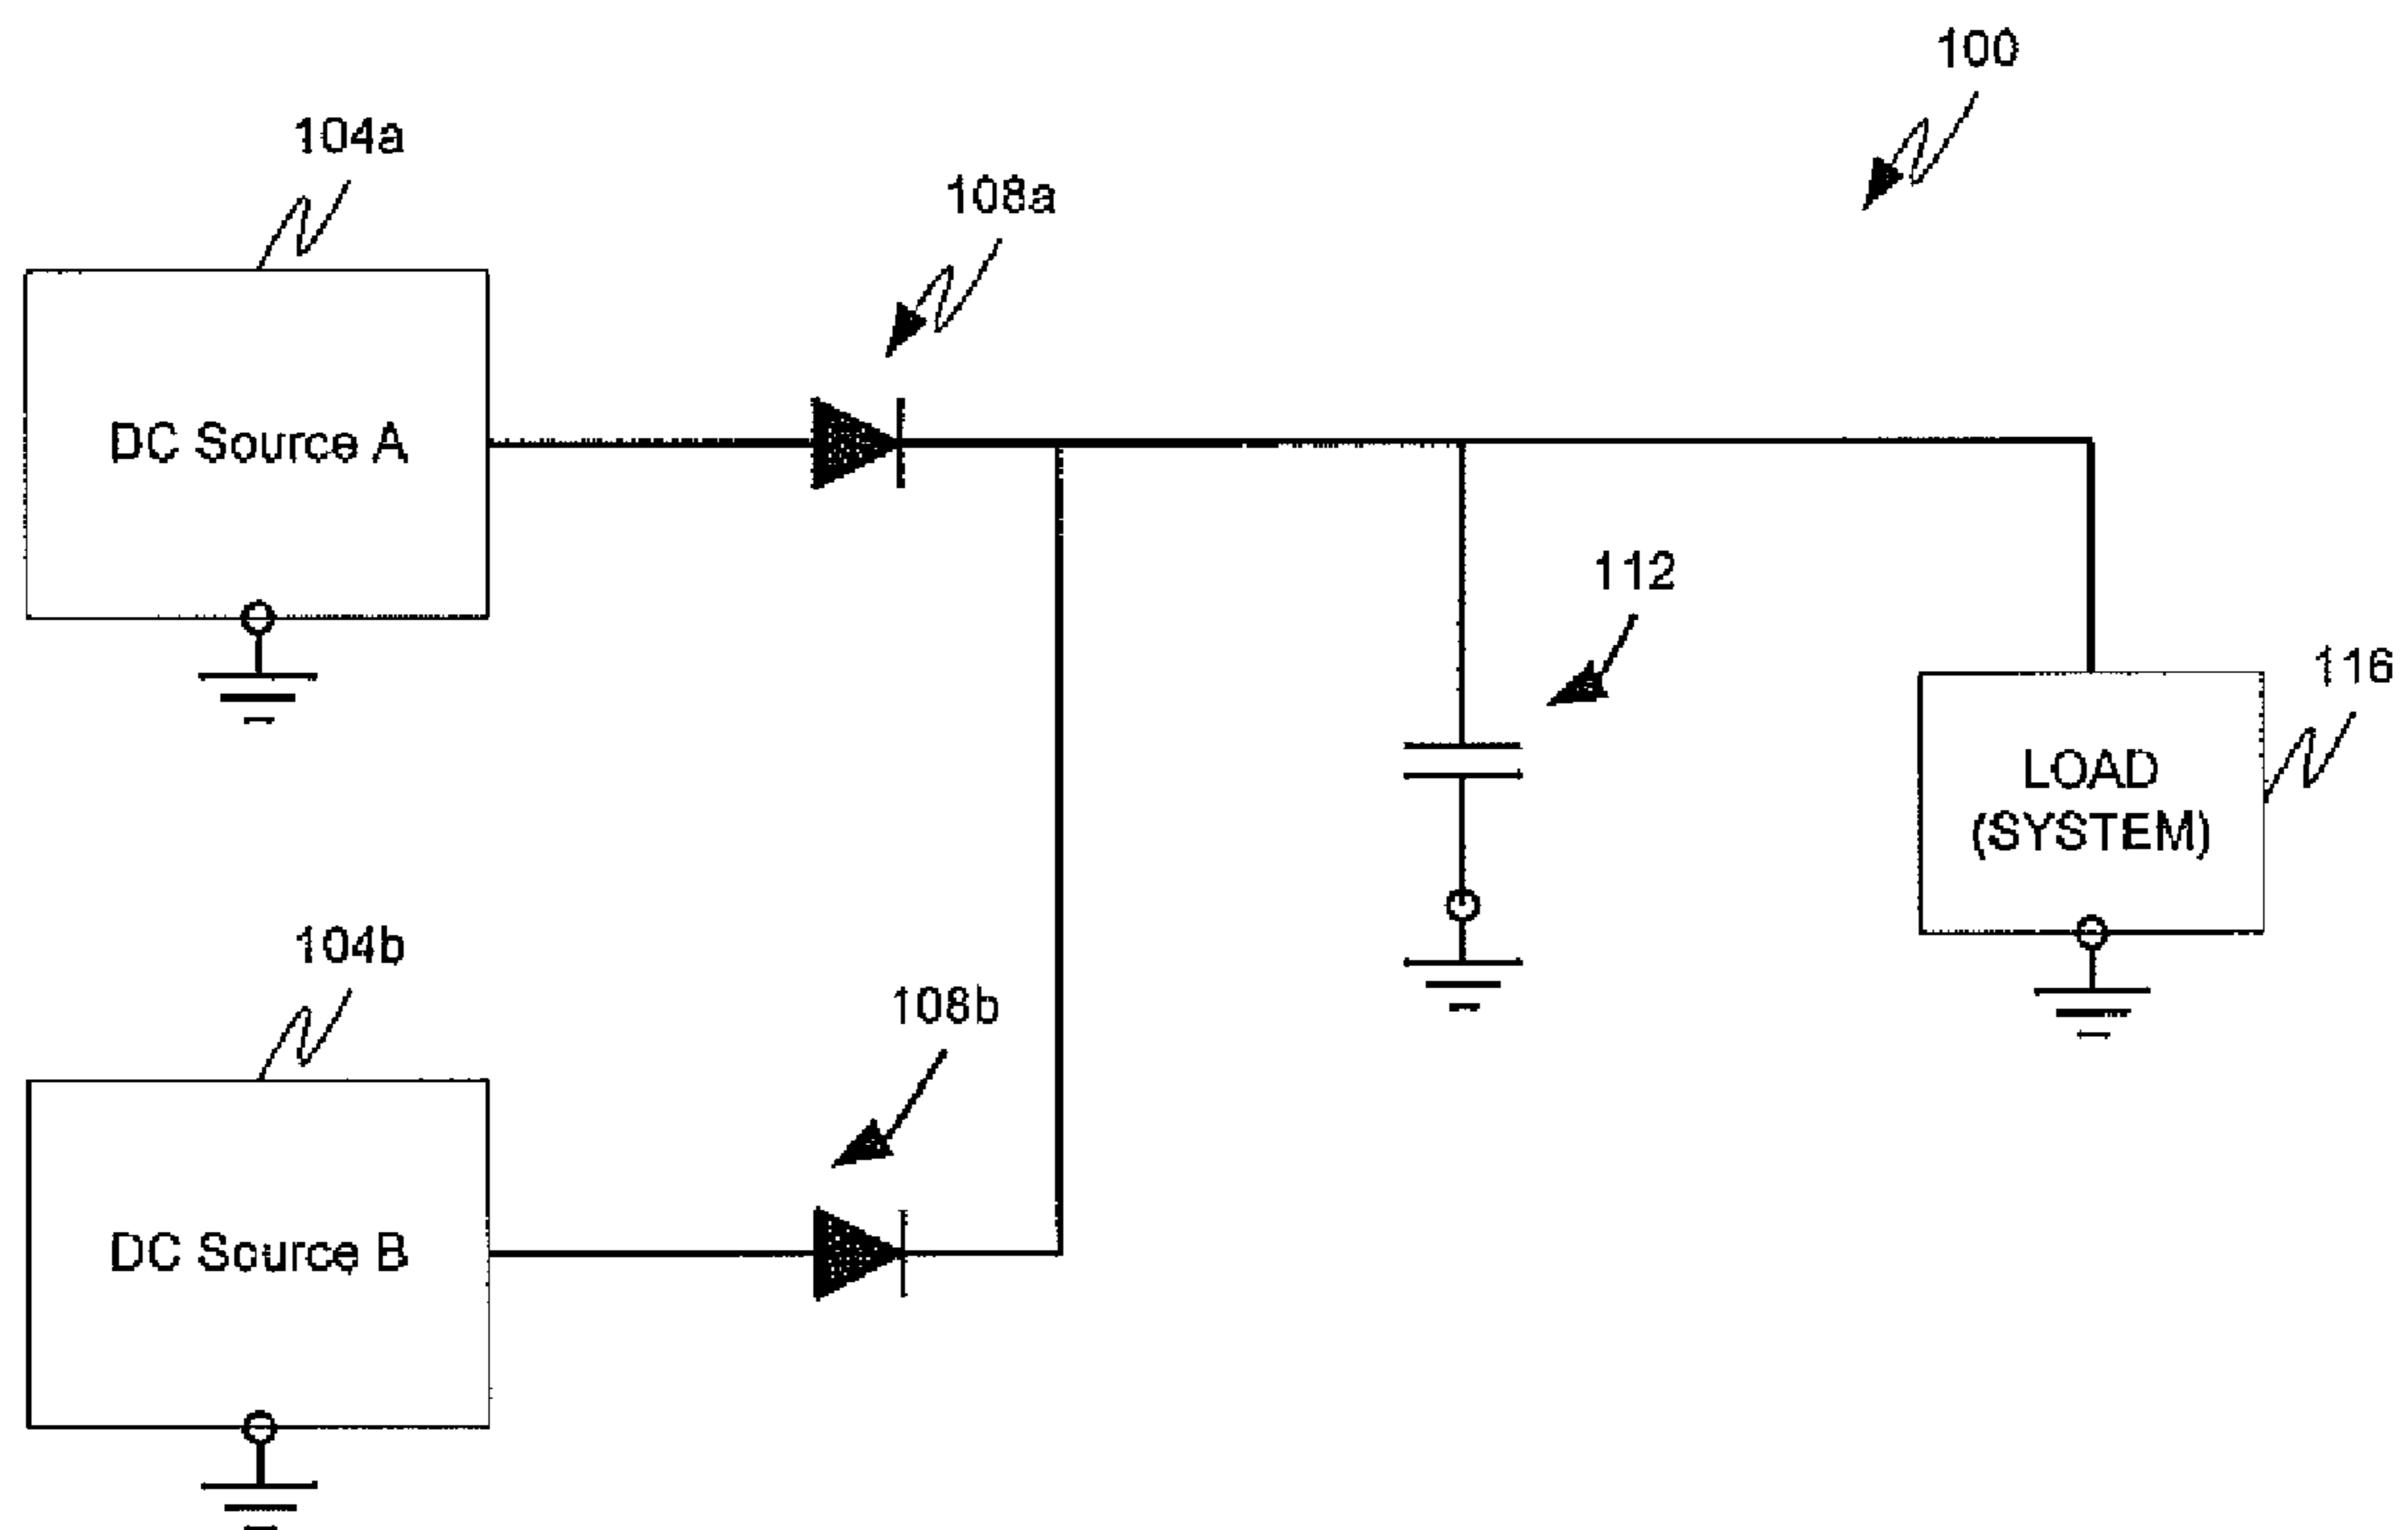 100
104a
108a
DC Source A
112
116
LOAD
(SYSTEM)
104b
108b
DC Source B